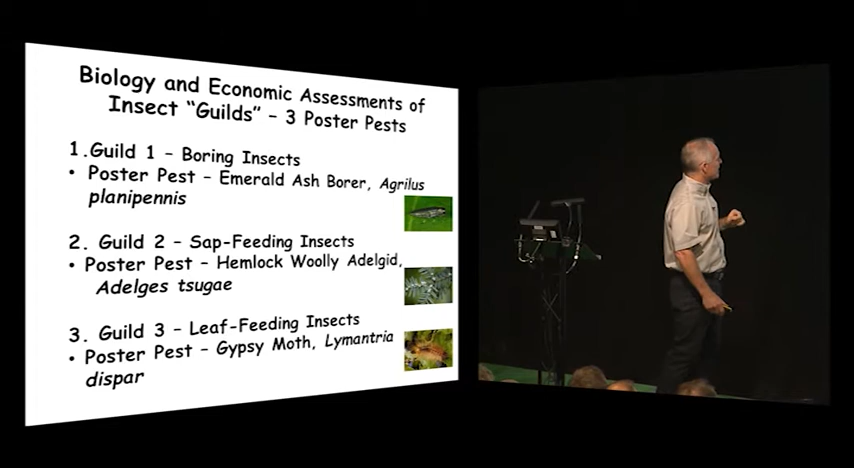 Biology and Economic Assessments of
Insect “Guilds” – 3 Poster Pests
1.Guild 1 – Boring Insects
• Poster Pest – Emerald Ash Borer, Agrilus
planipennis
2. Guild 2 – Sap-Feeding Insects
• Poster Pest – Hemlock Woolly Adelgid,
Adelges tsugae
3. Guild 3 – Leaf-Feeding Insects
• Poster Pest – Gypsy Moth, Lymantria
dispar